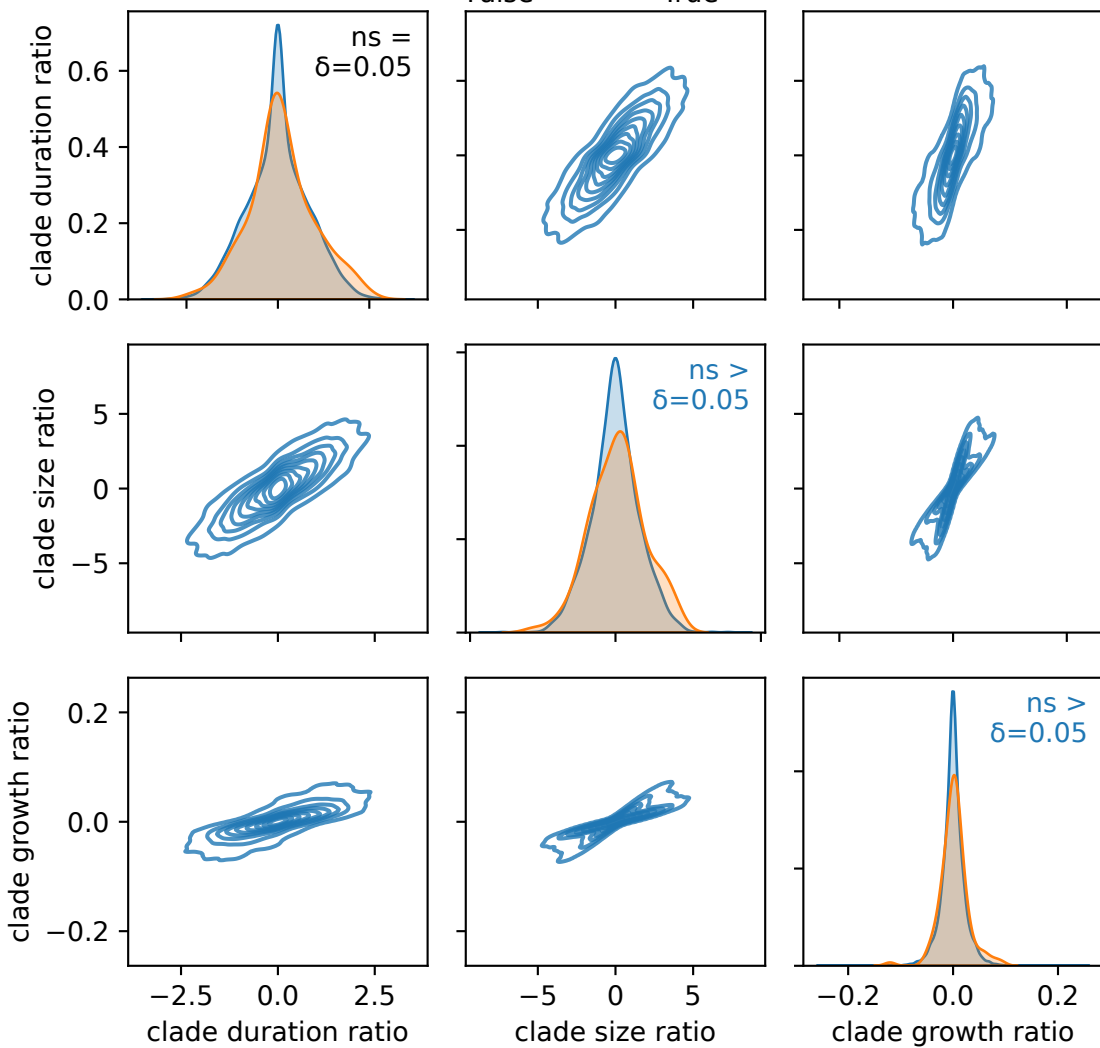 clade duration ratio
0.6
0.4
0.2
0.0
ns =
δ=0.05
clade size ratio
5
0
−5
ns >
δ=0.05
clade growth ratio
0.2
0.0
−0.2
ns >
δ=0.05
−2.5 0.0 2.5
−5 0 5
−0.2 0.0 0.2
clade duration ratio
clade size ratio
clade growth ratio